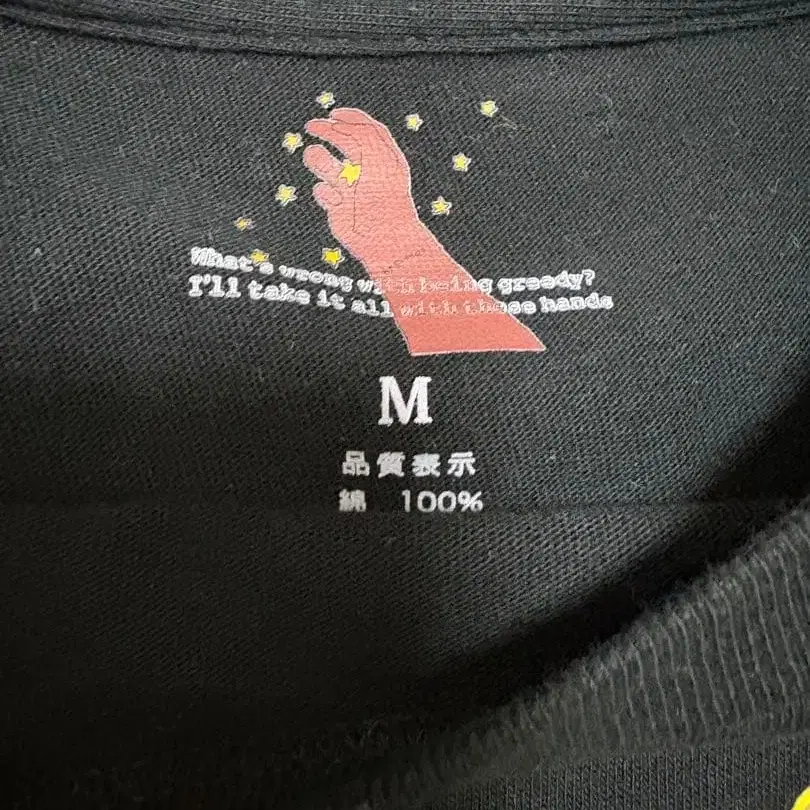 What's wrong with being greedy?
I'll take it all with these hands
M
品質表示
綿 100%